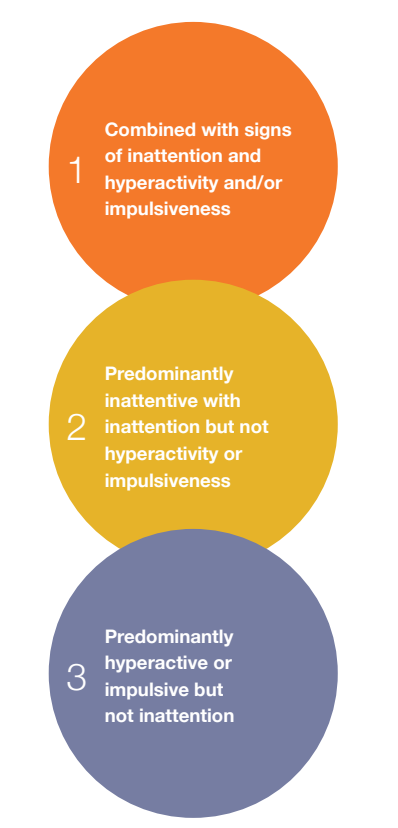 1
Combined with signs
of inattention and
hyperactivity and/or
impulsiveness
2
Predominantly
inattentive with
inattention but not
hyperactivity or
impulsiveness
3
Predominantly
hyperactive or
impulsive but
not inattention